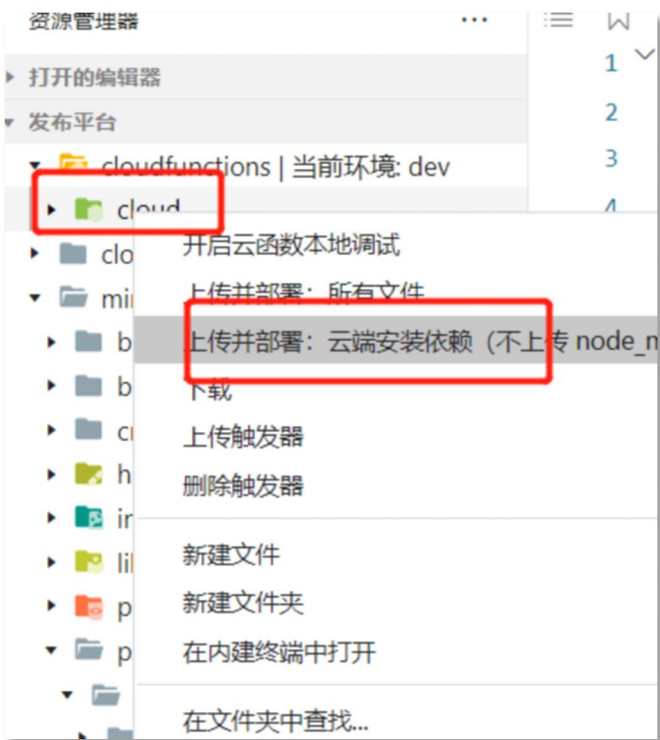 资源管理器 ...
1
打开的编辑器
2
发布平台
cloudfunctions | 当前环境: dev
3
cloud
4
clo
开启云函数本地调试
mi
上传并部署：所有文件
b
上传并部署：云端安装依赖（不上传 node_m
b
下载
cr
上传触发器
h
删除触发器
in
lil
新建文件
p
新建文件夹
p
在内建终端中打开
在文件夹中查找...